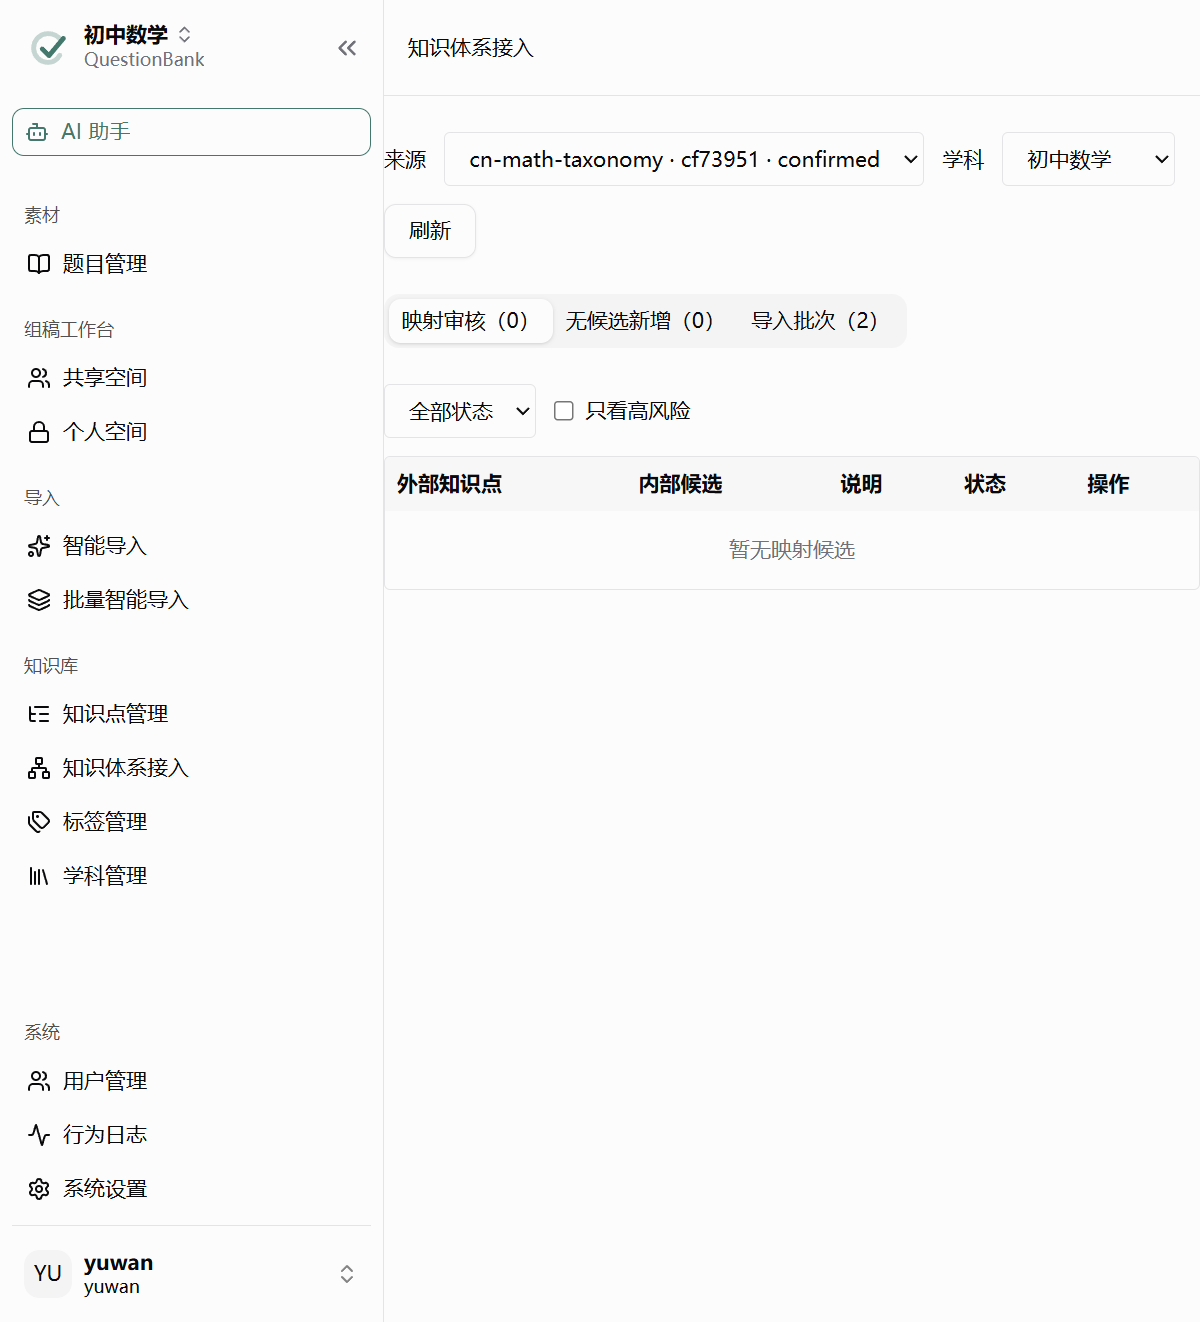 初中数学
QuestionBank
AI 助手
素材
题目管理
组稿工作台
共享空间
个人空间
导入
智能导入
批量智能导入
知识库
知识点管理
知识体系接入
标签管理
学科管理
系统
用户管理
行为日志
系统设置
YU
yuwan
yuwan
知识体系接入
来源 cn-math-taxonomy · cf73951 · confirmed 学科 初中数学
刷新
映射审核（0） 无候选新增（0） 导入批次（2）
全部状态 只看高风险
外部知识点 内部候选 说明 状态 操作
暂无映射候选